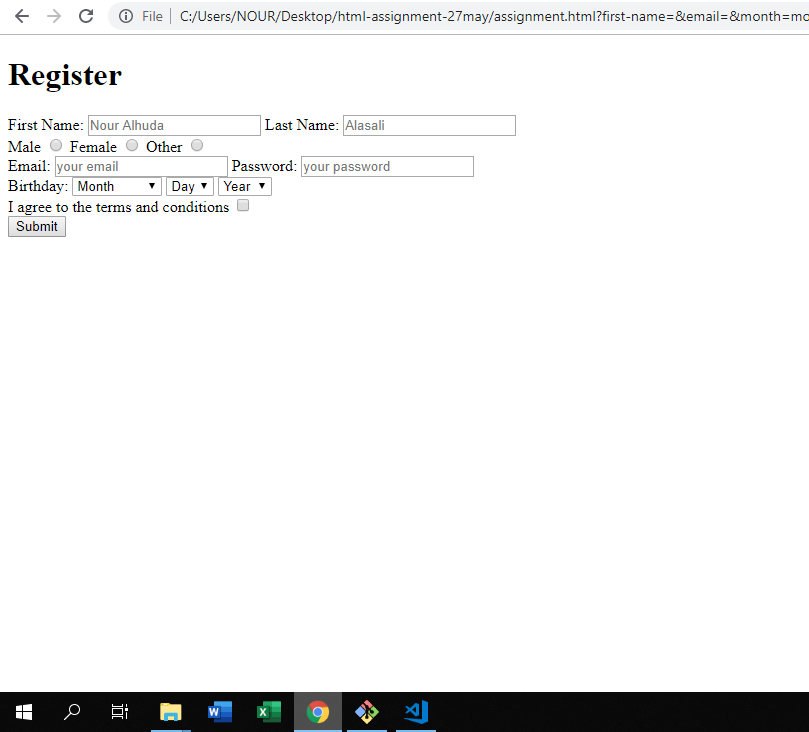 File C:/Users/NOUR/Desktop/html-assignment-27may/assignment.html?first-name=&email=&month=mo
Register
First Name: Nour Alhuda Last Name: Alasali
Male Female Other
Email: your email Password: your password
Birthday: Month Day Year
I agree to the terms and conditions
Submit